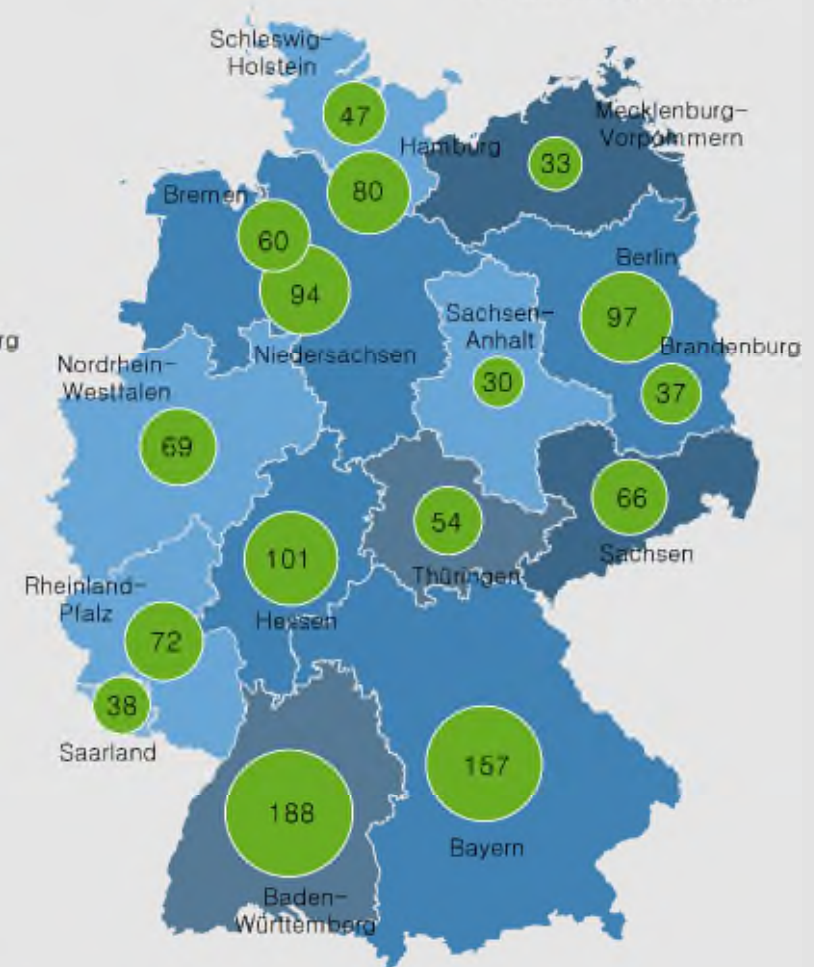 Schleswig-
Holstein
47
Mecklenburg-
Vorpommern
33
Hamburg
80
Bremen
60
94
Niedersachsen
Berlin
97
Brandenburg
37
Sachsen-
Anhalt
30
rg
Nordrhein-
Westfalen
69
66
Sachsen
54
Thüringen
101
Hessen
Rheinland-
Pfalz
72
38
Saarland
157
Bayern
188
Baden-
Württemberg